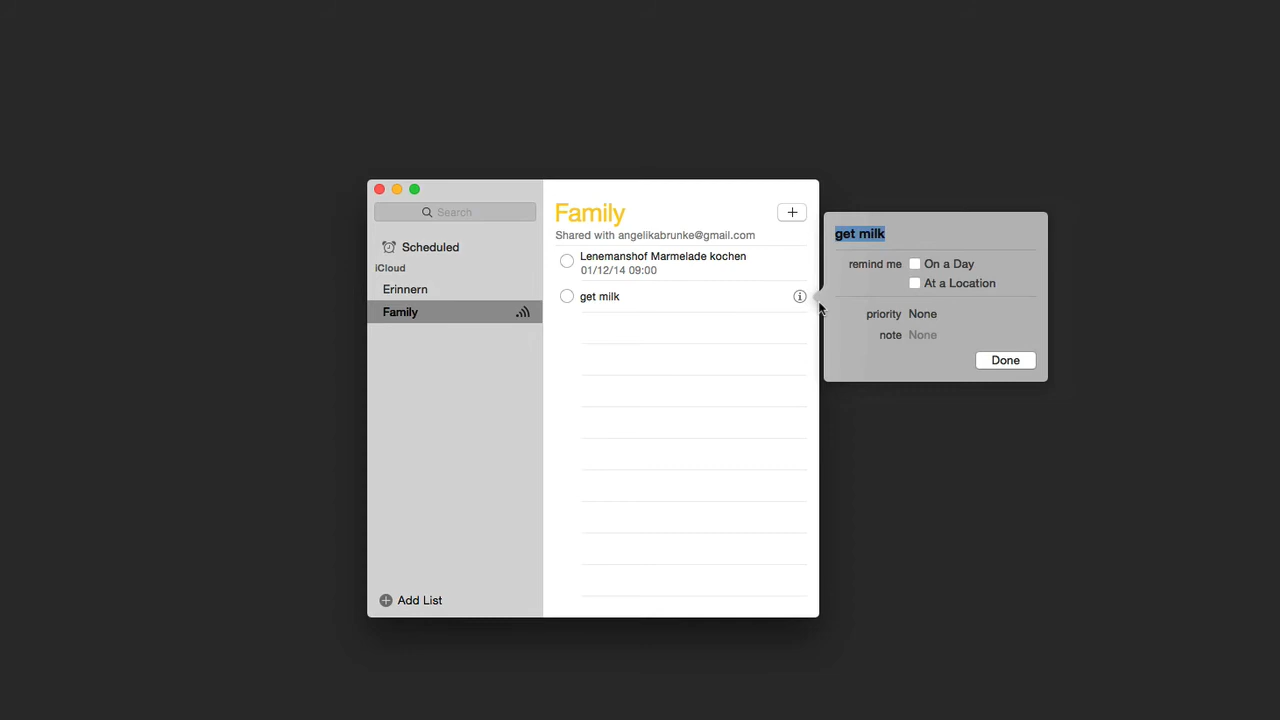 Search
Scheduled
iCloud
Erinnern
Family
Add List
Family
Shared with angelikabrunke@gmail.com
Lenemanshof Marmelade kochen
01/12/14 09:00
get milk
get milk
remind me On a Day
At a Location
priority None
note None
Done